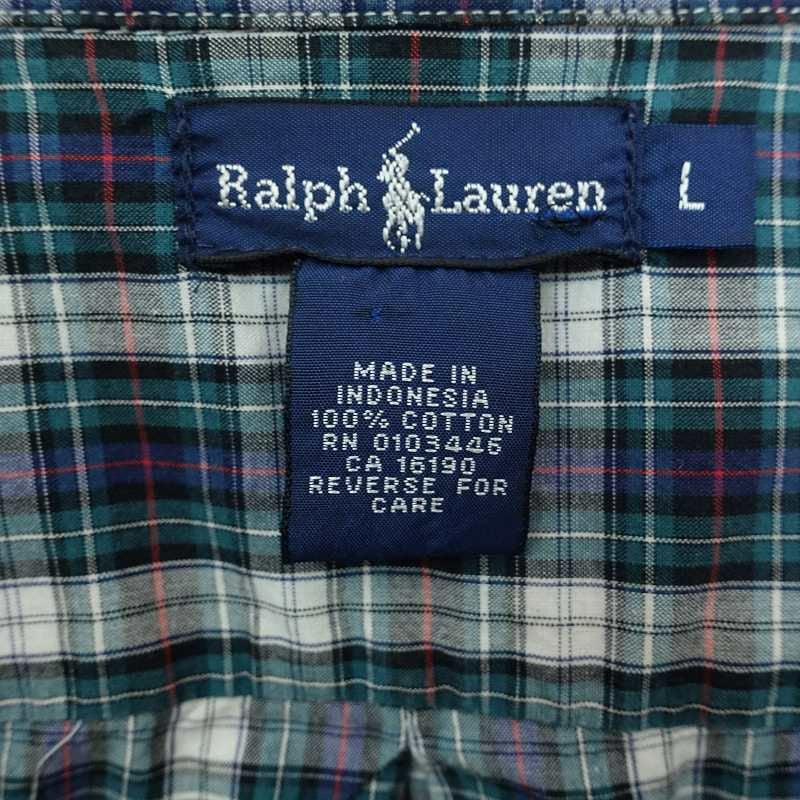 Ralph Lauren L
MADE IN
INDONESIA
100% COTTON
RN 0103446
CA 16190
REVERSE FOR
CARE